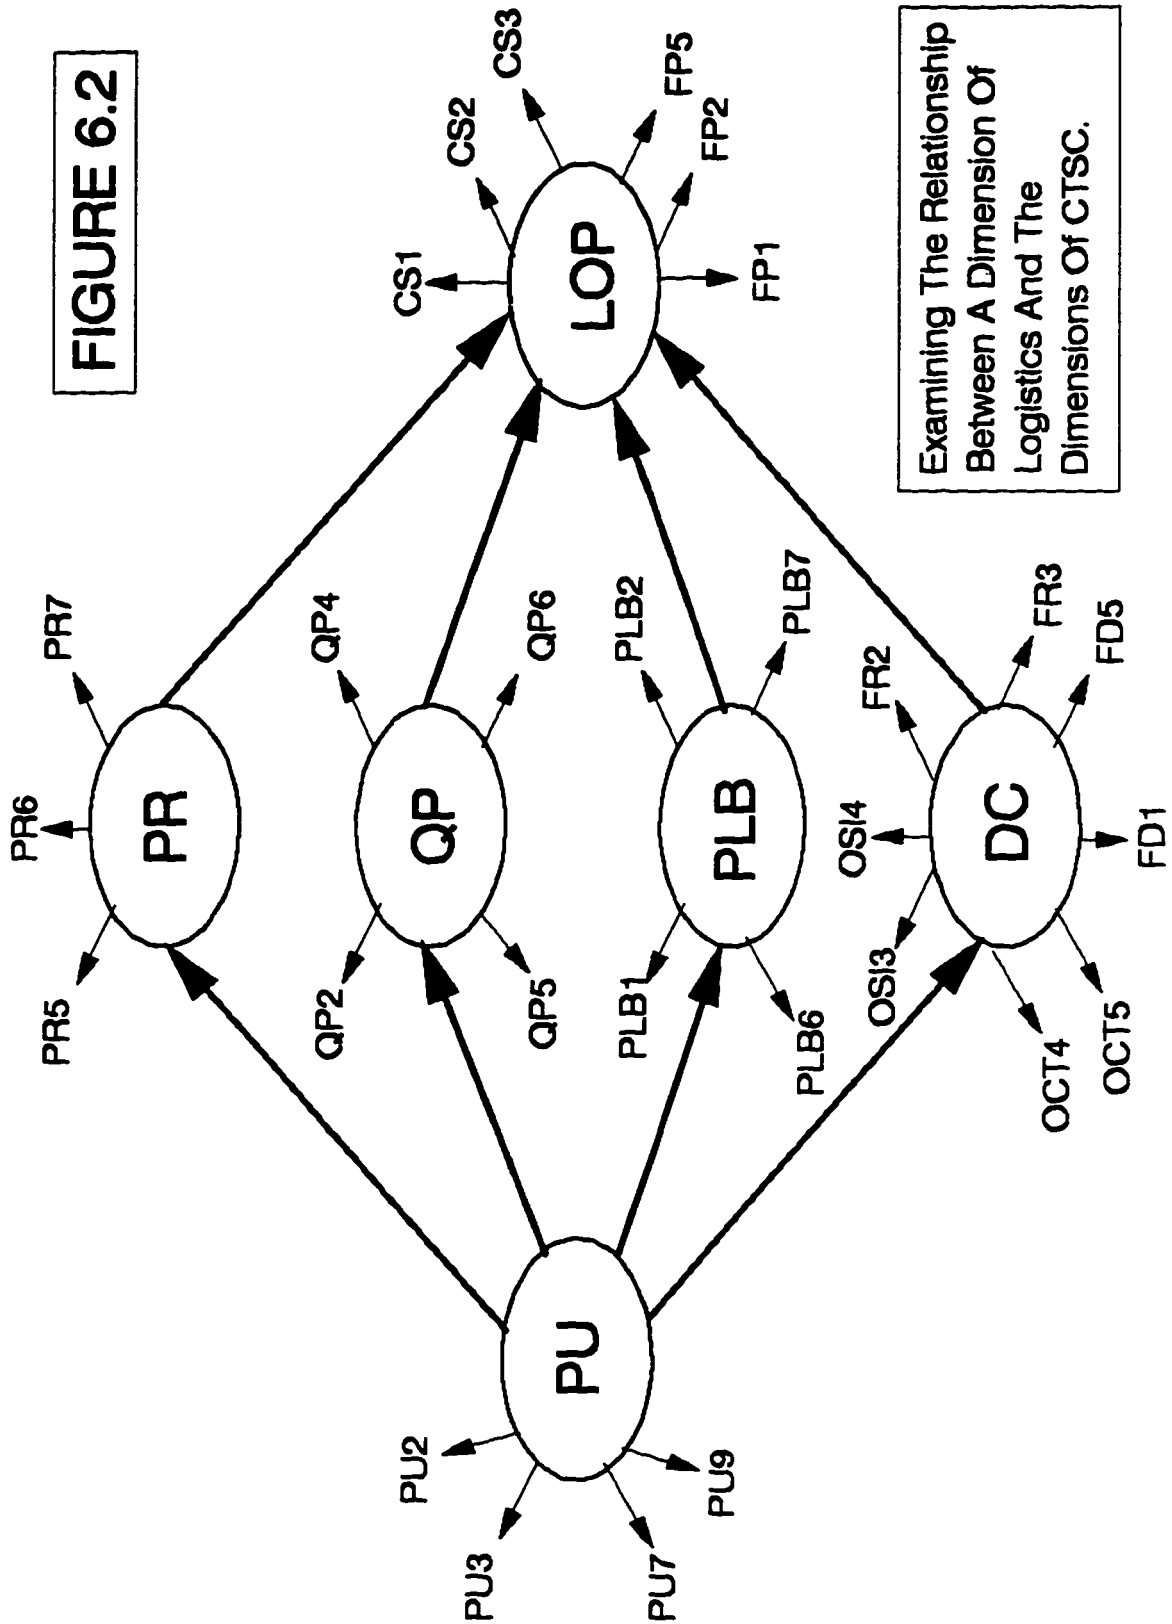 FIGURE 6.2
PR5
PR6
PR7
PR
QP2
QP4
QP
QP5
QP6
CS1
CS2
CS3
PU2
PU3
PU
PU7
PU9
LOP
FP5
FP2
FP1
PLB1
PLB2
PLB
PLB6
PLB7
OSI3
OSI4
FR2
DC
FR3
OCT4
OCT5
FD1
FD5
Examining The Relationship
Between A Dimension Of
Logistics And The
Dimensions Of CTSC.